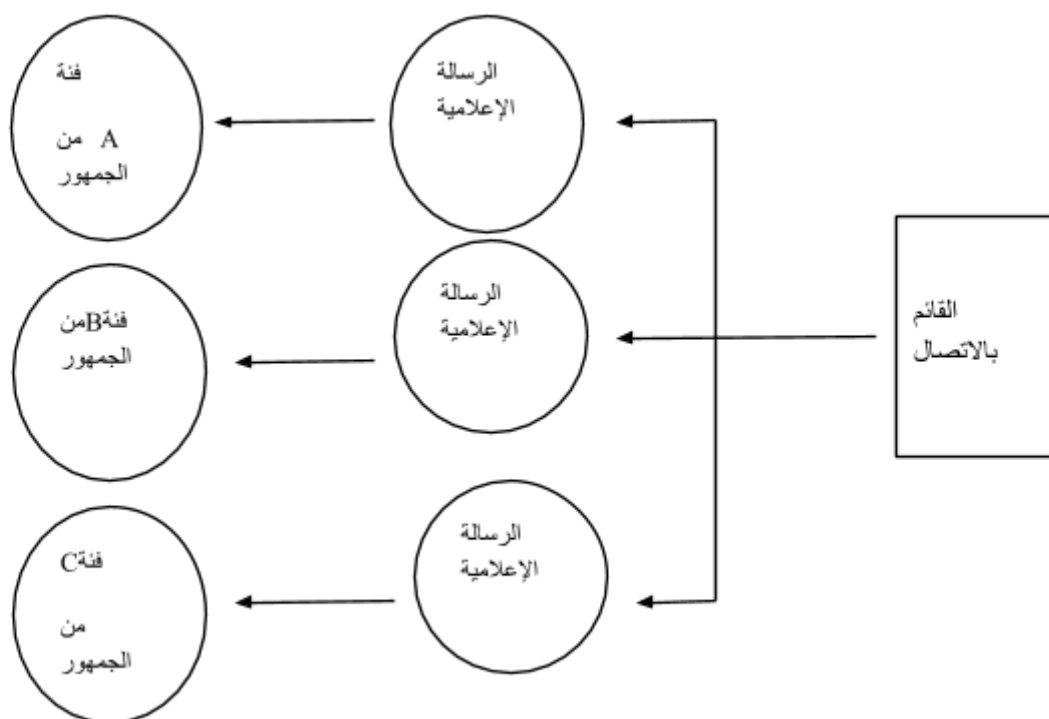 القائم
بالاتصال
الرسالة
الإعلامية
فئة
A من
الجمهور
الرسالة
الإعلامية
فئةBمن
الجمهور
الرسالة
الإعلامية
فئةC
من
الجمهور